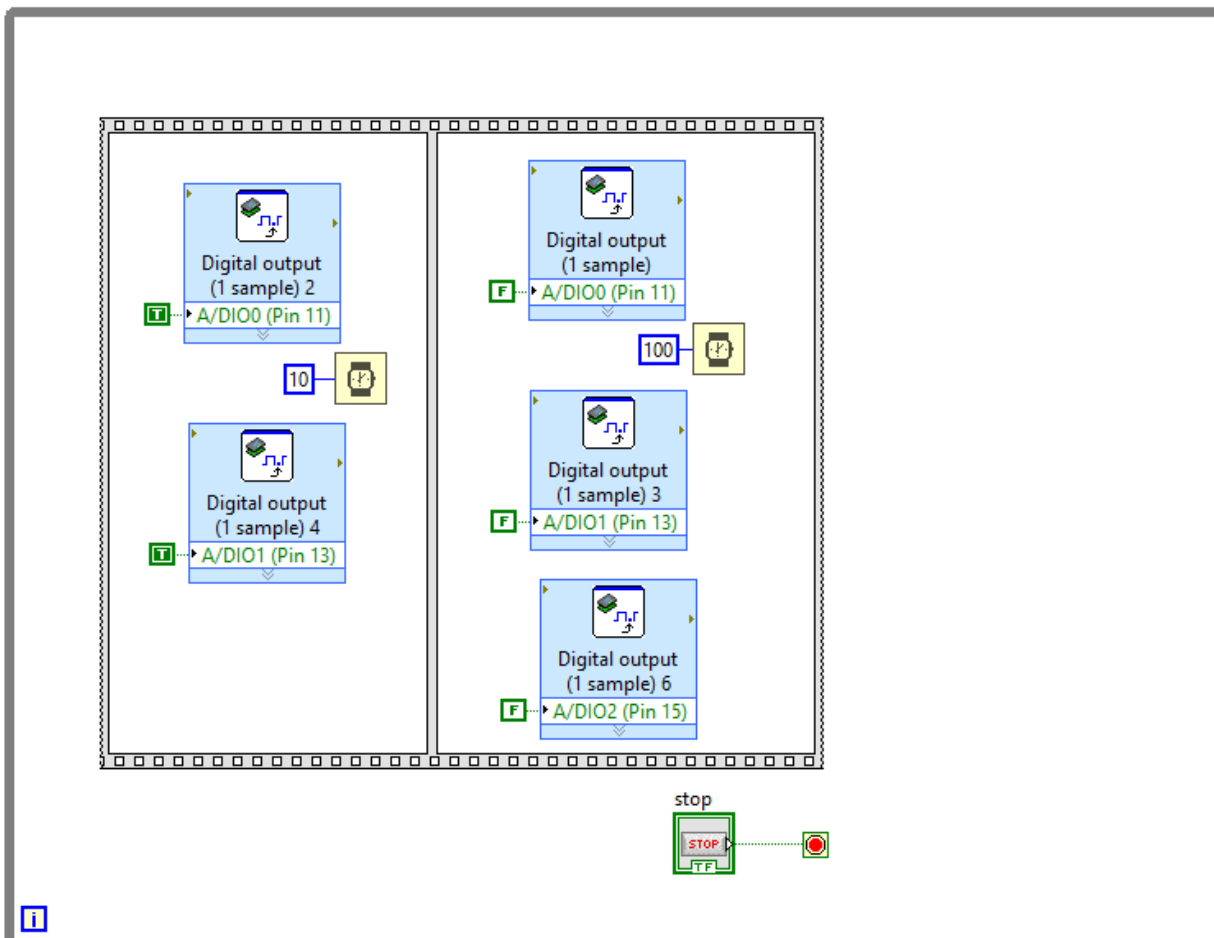 Digital output
(1 sample) 2
T
A/DIO0 (Pin 11)
10
Digital output
(1 sample) 4
T
A/DIO1 (Pin 13)
Digital output
(1 sample)
F
A/DIO0 (Pin 11)
100
Digital output
(1 sample) 3
F
A/DIO1 (Pin 13)
Digital output
(1 sample) 6
F
A/DIO2 (Pin 15)
stop
STOP
TF
i